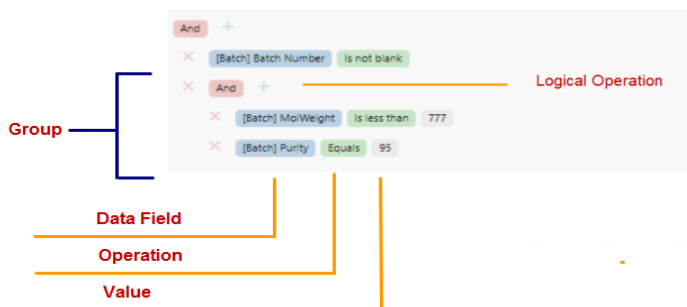 And +
× [Batch] Batch Number Is not blank
× And +
Logical Operation
Group
× [Batch] MolWeight Is less than 777
× [Batch] Purity Equals 95
Data Field
Operation
Value